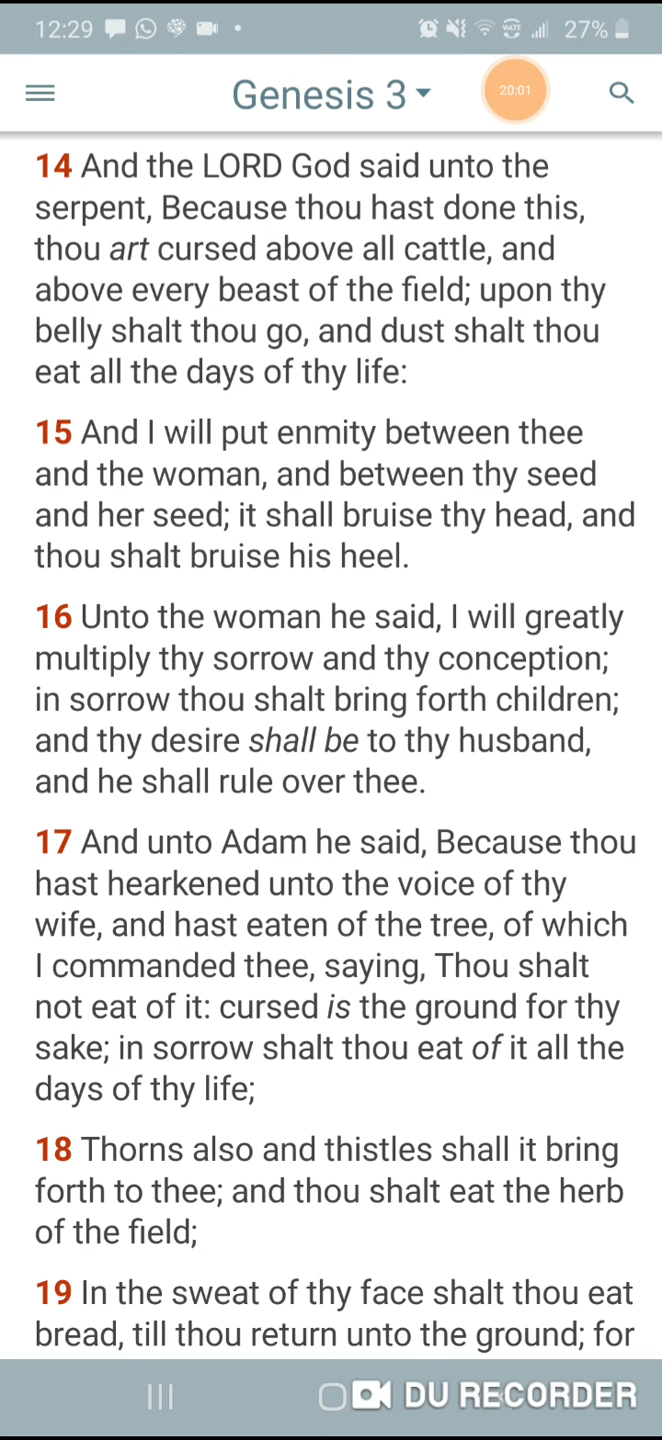 12:29
27%
Genesis 3
20:01
14 And the LORD God said unto the
serpent, Because thou hast done this,
thou art cursed above all cattle, and
above every beast of the field; upon thy
belly shalt thou go, and dust shalt thou
eat all the days of thy life:
15 And I will put enmity between thee
and the woman, and between thy seed
and her seed; it shall bruise thy head, and
thou shalt bruise his heel.
16 Unto the woman he said, I will greatly
multiply thy sorrow and thy conception;
in sorrow thou shalt bring forth children;
and thy desire shall be to thy husband,
and he shall rule over thee.
17 And unto Adam he said, Because thou
hast hearkened unto the voice of thy
wife, and hast eaten of the tree, of which
I commanded thee, saying, Thou shalt
not eat of it: cursed is the ground for thy
sake; in sorrow shalt thou eat of it all the
days of thy life;
18 Thorns also and thistles shall it bring
forth to thee; and thou shalt eat the herb
of the field;
19 In the sweat of thy face shalt thou eat
bread, till thou return unto the ground; for
DU RECORDER